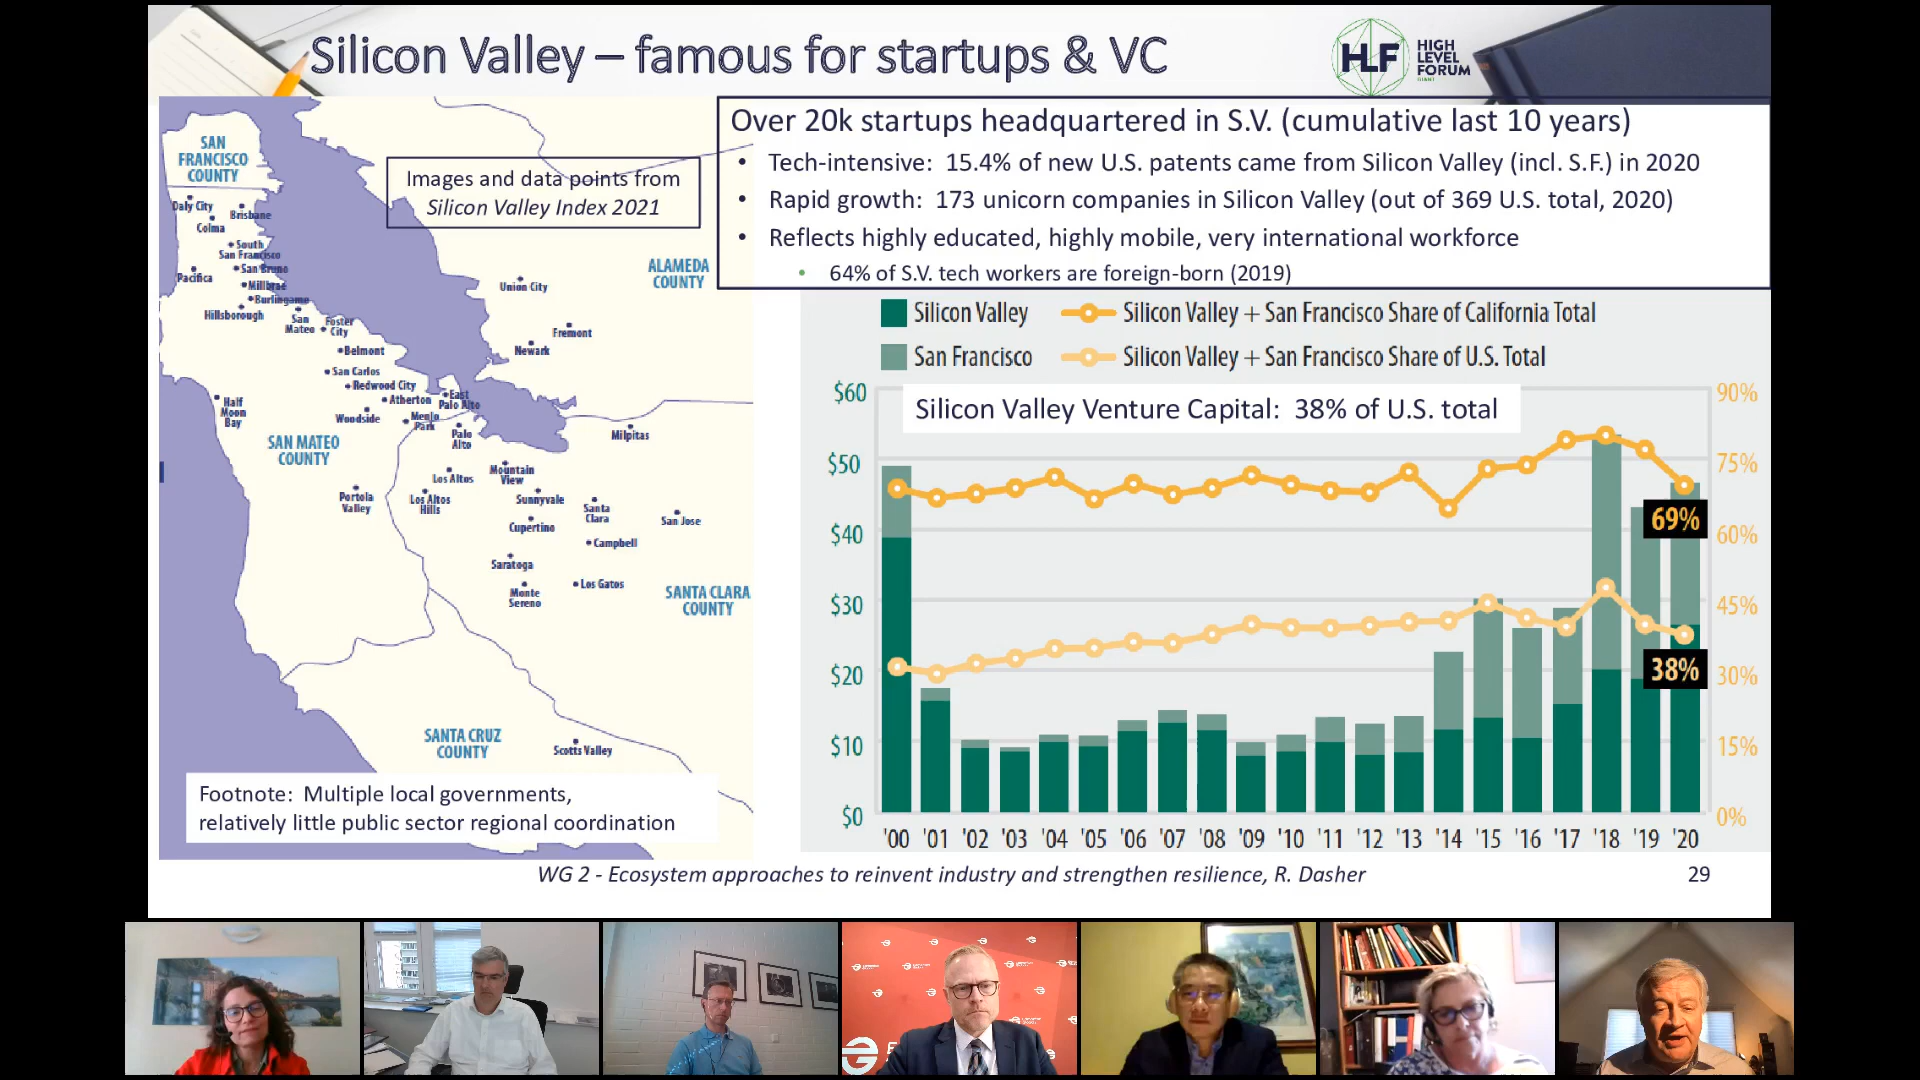 Silicon Valley – famous for startups & VC
HLF HIGH
LEVEL
FORUM
Over 20k startups headquartered in S.V. (cumulative last 10 years)
• Tech-intensive: 15.4% of new U.S. patents came from Silicon Valley (incl. S.F.) in 2020
• Rapid growth: 173 unicorn companies in Silicon Valley (out of 369 U.S. total, 2020)
• Reflects highly educated, highly mobile, very international workforce
• 64% of S.V. tech workers are foreign-born (2019)
Images and data points from
Silicon Valley Index 2021
SAN
FRANCISCO
COUNTY
Daly City
Brisbane
Colma
South
San Francisco
San Bruno
Pacifica
Millbrae
Burlingame
Hillsborough
San
Mateo
Foster
City
Belmont
San Carlos
Redwood City
Atherton
East
Palo Alto
Half
Moon
Bay
Woodside
Menlo
Park
Palo
Alto
SAN MATEO
COUNTY
ALAMEDA
COUNTY
Union City
Fremont
Newark
Milpitas
Mountain
View
Los Altos
Portola
Valley
Los Altos
Hills
Sunnyvale
Santa
Clara
Cupertino
San Jose
Campbell
Saratoga
Monte
Sereno
Los Gatos
SANTA CLARA
COUNTY
SANTA CRUZ
COUNTY
Scotts Valley
Footnote: Multiple local governments,
relatively little public sector regional coordination
Silicon Valley
Silicon Valley + San Francisco Share of California Total
San Francisco
Silicon Valley + San Francisco Share of U.S. Total
Silicon Valley Venture Capital: 38% of U.S. total
$60
$50
$40
$30
$20
$10
$0
90%
75%
60%
45%
30%
15%
0%
69%
38%
'00 '01 '02 '03 '04 '05 '06 '07 '08 '09 '10 '11 '12 '13 '14 '15 '16 '17 '18 '19 '20
WG 2 - Ecosystem approaches to reinvent industry and strengthen resilience, R. Dasher
29